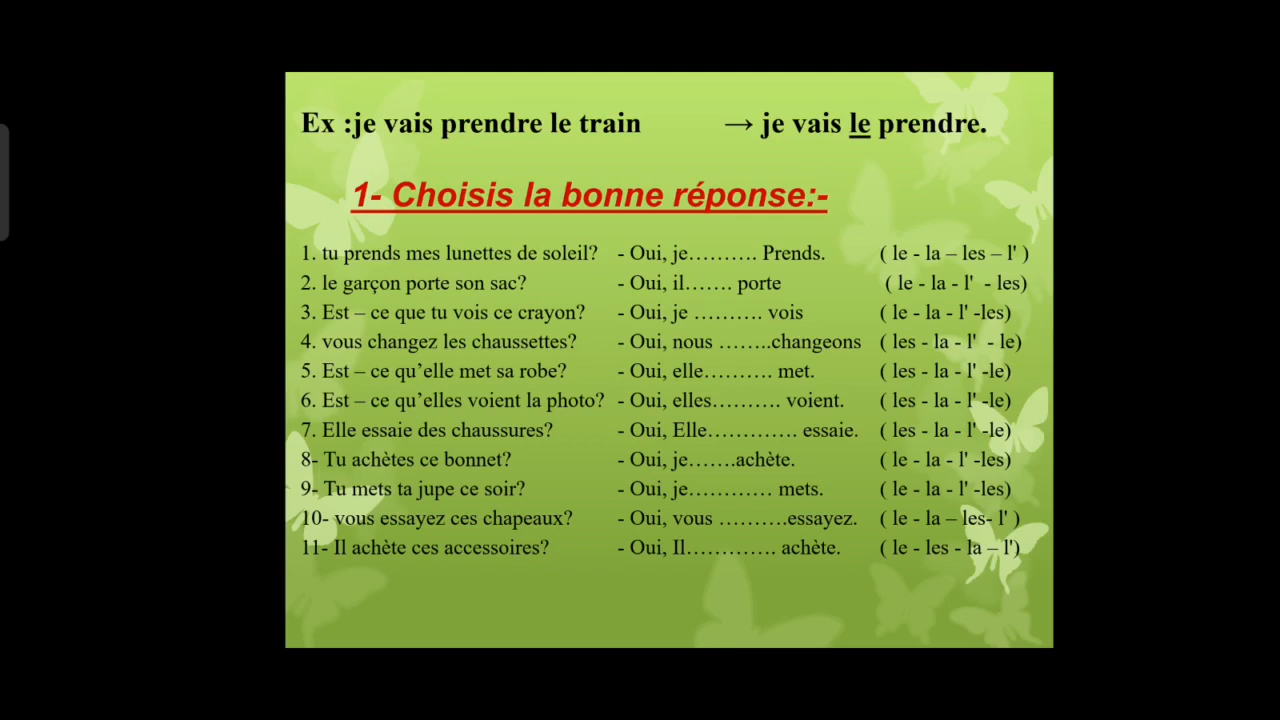 Ex :je vais prendre le train → je vais le prendre.
1- Choisis la bonne réponse:-
1. tu prends mes lunettes de soleil? - Oui, je………. Prends. ( le - la – les – l' )
2. le garçon porte son sac? - Oui, il……. porte ( le - la - l' - les)
3. Est – ce que tu vois ce crayon? - Oui, je ………. vois ( le - la - l' -les)
4. vous changez les chaussettes? - Oui, nous ……..changeons ( les - la - l' - le)
5. Est – ce qu’elle met sa robe? - Oui, elle………. met. ( les - la - l' -le)
6. Est – ce qu’elles voient la photo? - Oui, elles………. voient. ( les - la - l' -le)
7. Elle essaie des chaussures? - Oui, Elle…………. essaie. ( les - la - l' -le)
8- Tu achètes ce bonnet? - Oui, je…….achète. ( le - la - l' -les)
9- Tu mets ta jupe ce soir? - Oui, je………… mets. ( le - la - l' -les)
10- vous essayez ces chapeaux? - Oui, vous ……….essayez. ( le - la – les- l' )
11- Il achète ces accessoires? - Oui, Il…………. achète. ( le - les - la – l')